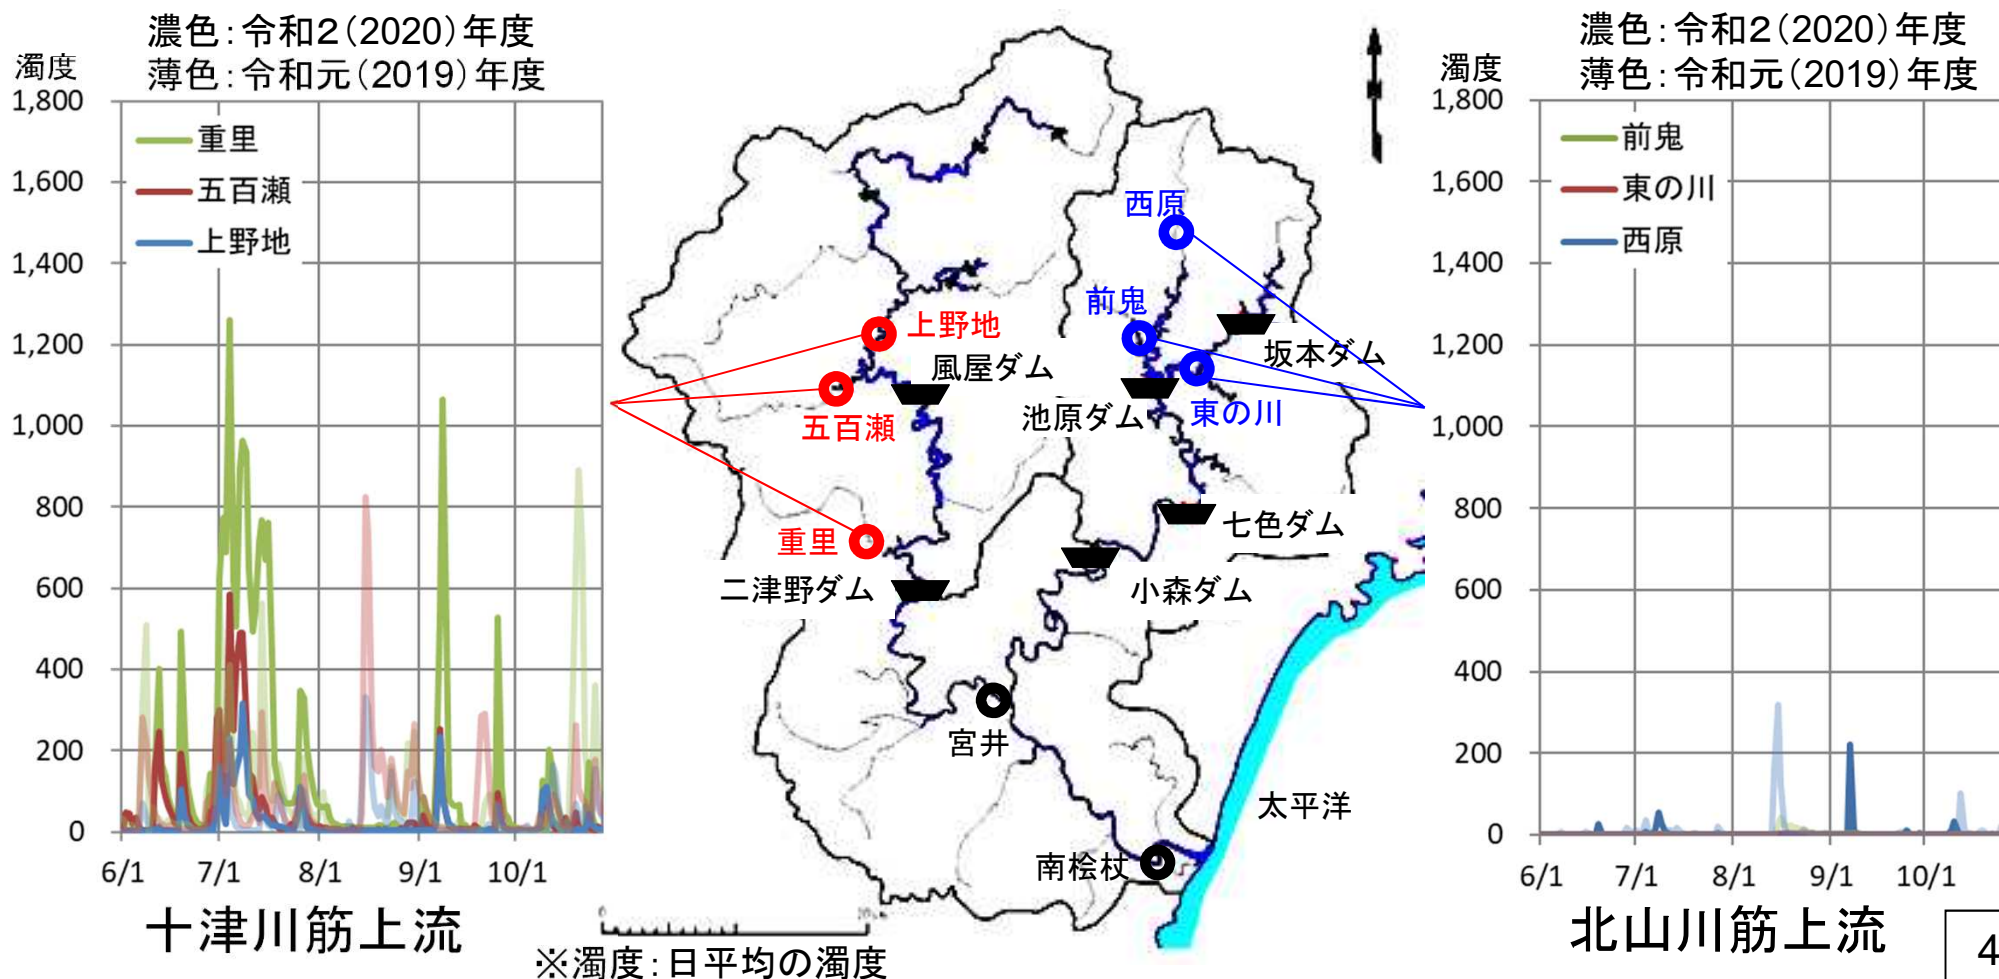 濃色：令和２（2020）年度
薄色：令和元（2019）年度
濁度
1,800
1,600
1,400
1,200
1,000
800
600
400
200
0
重里
五百瀬
上野地
6/1 7/1 8/1 9/1 10/1
十津川筋上流
西原
前鬼
上野地
坂本ダム
風屋ダム
池原ダム
東の川
五百瀬
七色ダム
重里
二津野ダム
小森ダム
宮井
太平洋
南桧杖
0
※濁度：日平均の濁度
濃色：令和２（2020）年度
薄色：令和元（2019）年度
濁度
1,800
1,600
1,400
1,200
1,000
800
600
400
200
0
前鬼
東の川
西原
6/1 7/1 8/1 9/1 10/1
北山川筋上流
4